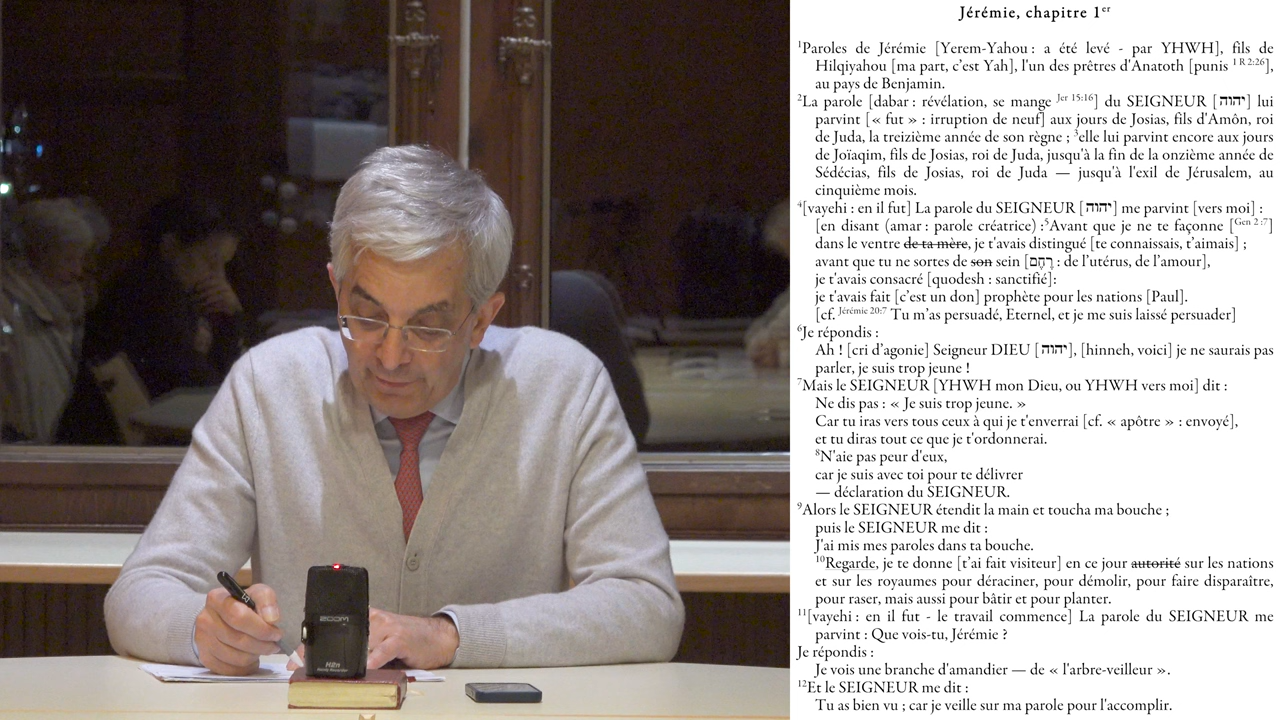 Jérémie, chapitre 1er
1Paroles de Jérémie [Yerem-Yahou : a été levé - par YHWH], fils de
Hilqiyahou [ma part, c'est Yah], l'un des prêtres d'Anatoth [punis 1 R 2:26],
au pays de Benjamin.
2La parole [dabar : révélation, se mange Jer 15:16] du SEIGNEUR [יהוה] lui
parvint [« fut » : irruption de neuf] aux jours de Josias, fils d'Amôn, roi
de Juda, la treizième année de son règne ; 3elle lui parvint encore aux jours
de Joïaqim, fils de Josias, roi de Juda, jusqu'à la fin de la onzième année de
Sédécias, fils de Josias, roi de Juda — jusqu'à l'exil de Jérusalem, au
cinquième mois.
4[vayehi : en il fut] La parole du SEIGNEUR [יהוה] me parvint [vers moi] :
[en disant (amar : parole créatrice) :5Avant que je ne te façonne [Gen 2 :7]
dans le ventre de ta mère, je t'avais distingué [te connaissais, t'aimais] ;
avant que tu ne sortes de son sein [רֶחֶם : de l'utérus, de l'amour],
je t'avais consacré [quodesh : sanctifié]:
je t'avais fait [c'est un don] prophète pour les nations [Paul].
[cf. Jérémie 20:7 Tu m'as persuadé, Eternel, et je me suis laissé persuader]
6Je répondis :
Ah ! [cri d'agonie] Seigneur DIEU [יהוה], [hinneh, voici] je ne saurais pas
parler, je suis trop jeune !
7Mais le SEIGNEUR [YHWH mon Dieu, ou YHWH vers moi] dit :
Ne dis pas : « Je suis trop jeune. »
Car tu iras vers tous ceux à qui je t'enverrai [cf. « apôtre » : envoyé],
et tu diras tout ce que je t'ordonnerai.
8N'aie pas peur d'eux,
car je suis avec toi pour te délivrer
— déclaration du SEIGNEUR.
9Alors le SEIGNEUR étendit la main et toucha ma bouche ;
puis le SEIGNEUR me dit :
J'ai mis mes paroles dans ta bouche.
10Regarde, je te donne [t'ai fait visiteur] en ce jour autorité sur les nations
et sur les royaumes pour déraciner, pour démolir, pour faire disparaître,
pour raser, mais aussi pour bâtir et pour planter.
11[vayehi : en il fut - le travail commence] La parole du SEIGNEUR me
parvint : Que vois-tu, Jérémie ?
Je répondis :
Je vois une branche d'amandier — de « l'arbre-veilleur ».
12Et le SEIGNEUR me dit :
Tu as bien vu ; car je veille sur ma parole pour l'accomplir.
ZOOM
H2n
Handy Recorder